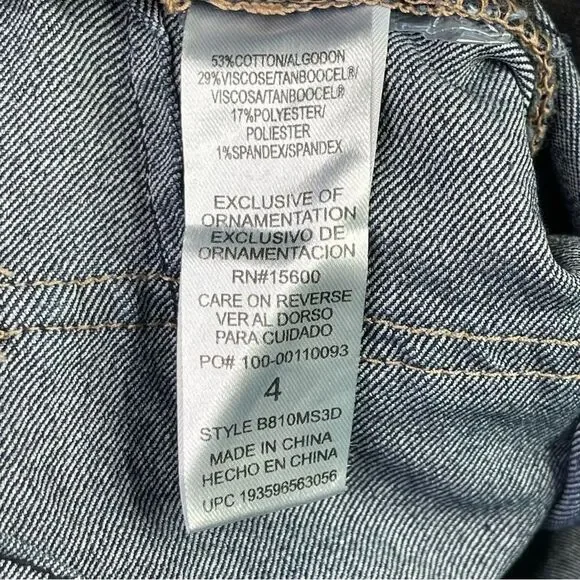 53%COTTON/ALGODON
29%VISCOSE/TANBOOCEL®/
VISCOSA/TANBOOCEL®
17%POLYESTER/
POLIESTER
1%SPANDEX/SPANDEX
EXCLUSIVE OF
ORNAMENTATION
EXCLUSIVO DE
ORNAMENTACION
RN#15600
CARE ON REVERSE
VER AL DORSO
PARA CUIDADO
PO# 100-00110093
4
STYLE B810MS3D
MADE IN CHINA
HECHO EN CHINA
UPC 193596563056